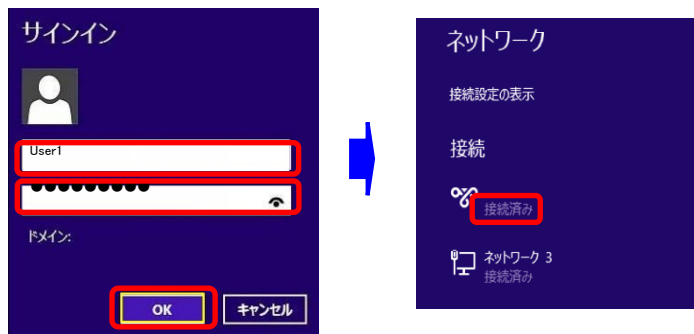 サインイン
User1
ドメイン:
OK
キャンセル
ネットワーク
接続設定の表示
接続
接続済み
ネットワーク 3
接続済み